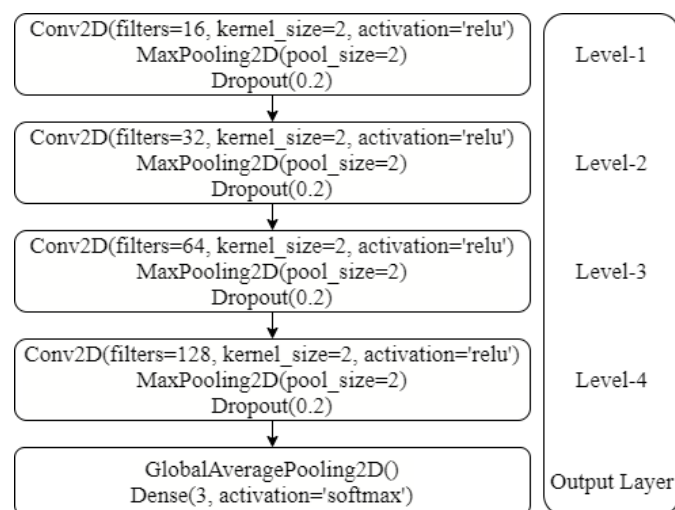 Conv2D(filters=16, kernel_size=2, activation='relu')
MaxPooling2D(pool_size=2)
Dropout(0.2)
Level-1
Conv2D(filters=32, kernel_size=2, activation='relu')
MaxPooling2D(pool_size=2)
Dropout(0.2)
Level-2
Conv2D(filters=64, kernel_size=2, activation='relu')
MaxPooling2D(pool_size=2)
Dropout(0.2)
Level-3
Conv2D(filters=128, kernel_size=2, activation='relu')
MaxPooling2D(pool_size=2)
Dropout(0.2)
Level-4
GlobalAveragePooling2D()
Dense(3, activation='softmax')
Output Layer